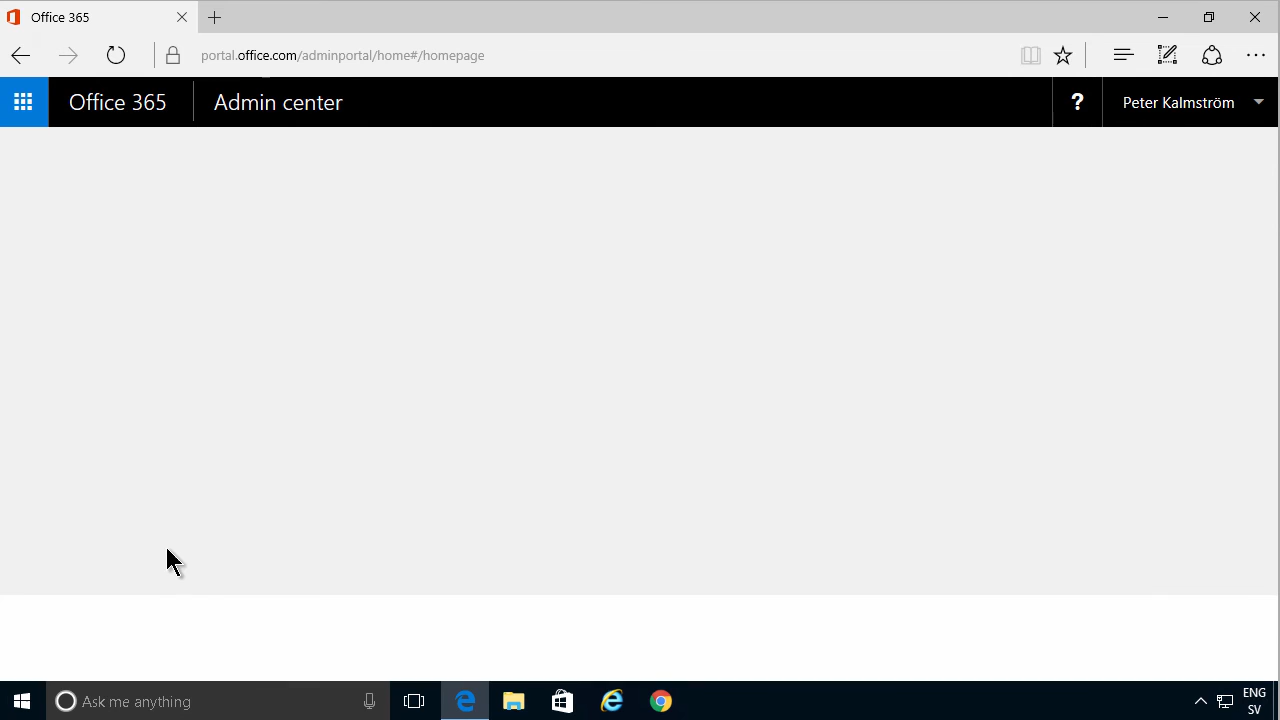 Office 365
portal.office.com/adminportal/home#/homepage
Office 365 Admin center ? Peter Kalmström
Ask me anything
ENG
SV